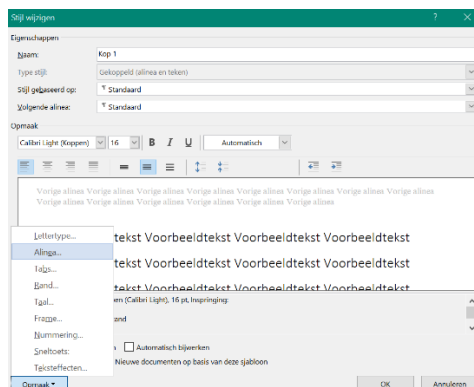 Stijl wijzigen
Eigenschappen
Naam: Kop 1
Type stijl: Gekoppeld (alinea en teken)
Stijl gebaseerd op: Standaard
Volgende alinea: Standaard
Opmaak
Calibri Light (Koppen) 16 B I U Automatisch
Vorige alinea Vorige alinea Vorige alinea Vorige alinea Vorige alinea Vorige alinea Vorige alinea
Vorige alinea Vorige alinea Vorige alinea Vorige alinea Vorige alinea
Lettertype...
tekst Voorbeeldtekst Voorbeeldtekst Voorbeeldtekst
Alinea...
Tabs...
tekst Voorbeeldtekst Voorbeeldtekst Voorbeeldtekst
Rand...
Taal...
tekst Voorbeeldtekst Voorbeeldtekst Voorbeeldtekst
en (Calibri Light), 16 pt, Inspringing:
Frame...
and
Nummering...
Sneltoets:
Automatisch bijwerken
Teksteffecten...
Nieuwe documenten op basis van deze sjabloon
Opmaak OK Annuleren